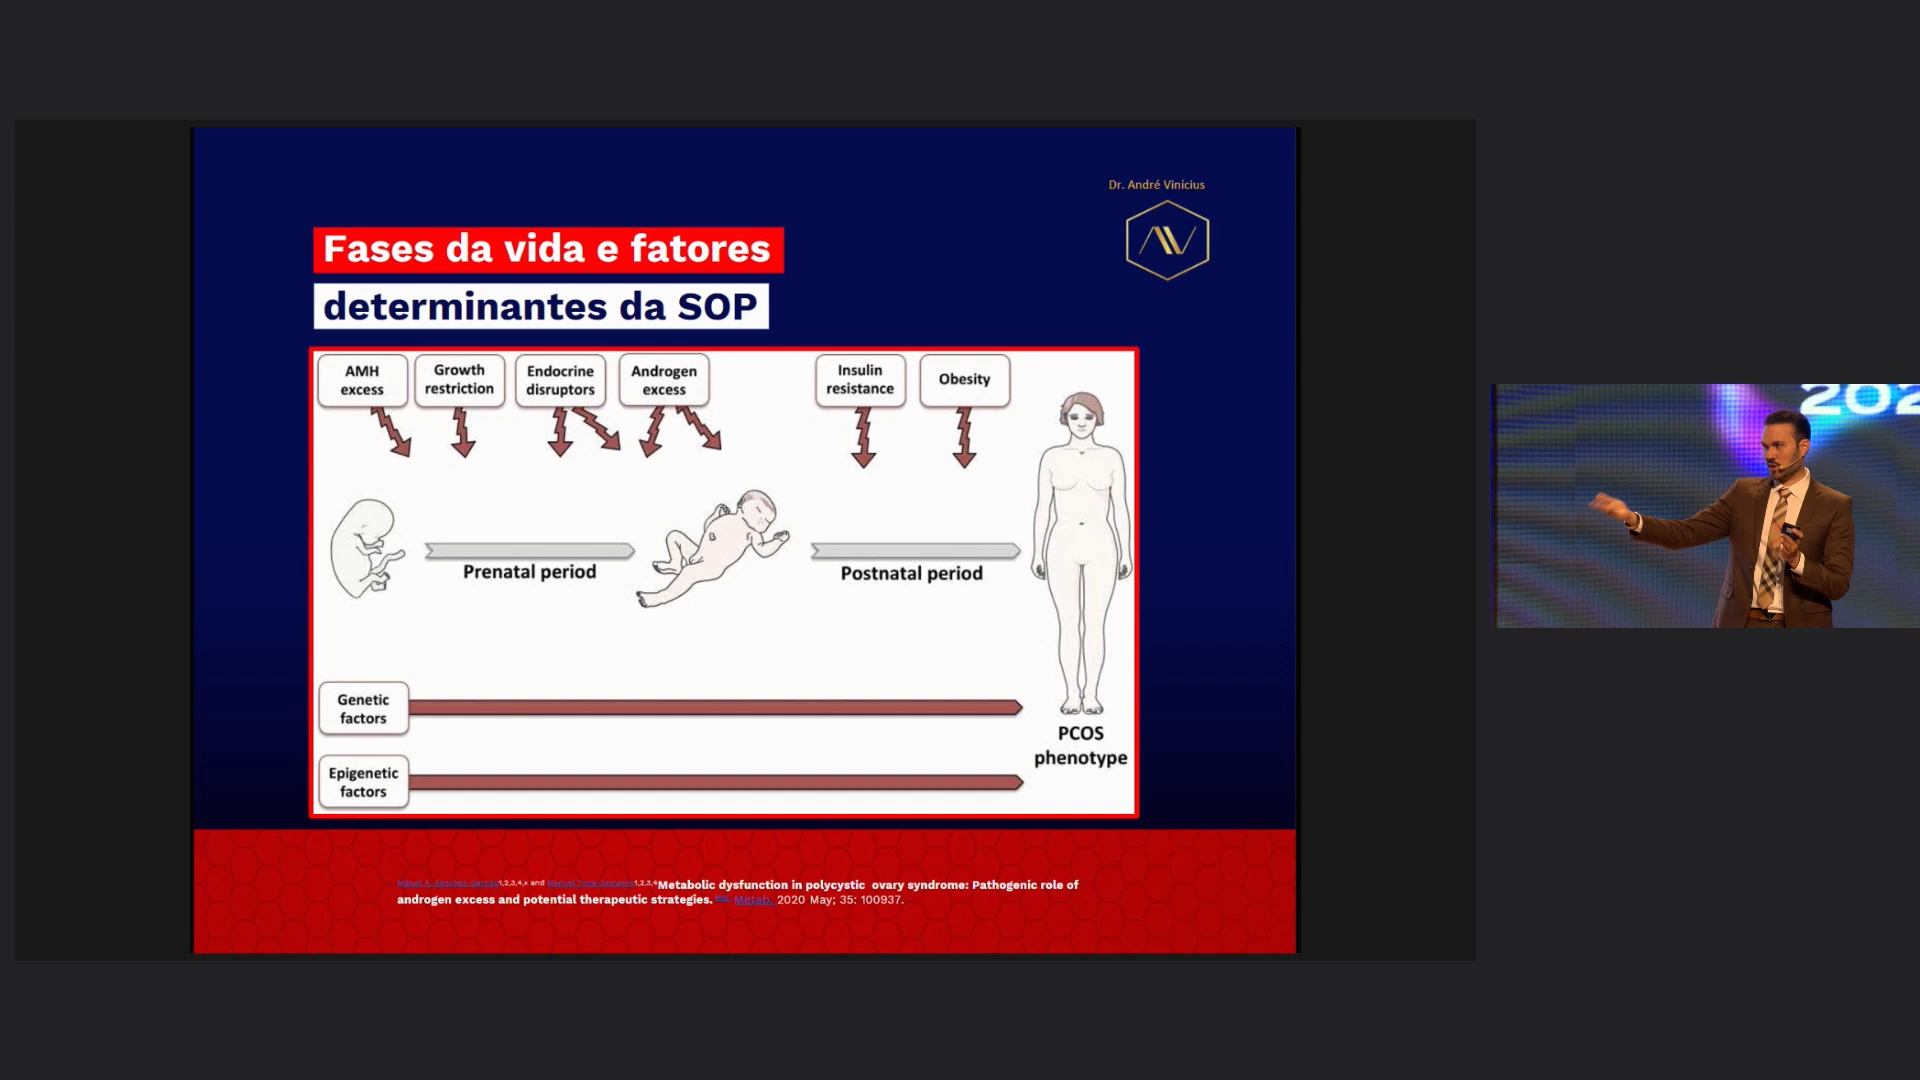 Dr. André Vinícius
Fases da vida e fatores
determinantes da SOP
AMH
excess
Growth
restriction
Endocrine
disruptors
Androgen
excess
Insulin
resistance
Obesity
Prenatal period
Postnatal period
Genetic
factors
Epigenetic
factors
PCOS
phenotype
Miguel A. Sánchez-Garrido1,2,3,4,∗ and Manuel Tena-Sempere1,2,3,4 Metabolic dysfunction in polycystic ovary syndrome: Pathogenic role of
androgen excess and potential therapeutic strategies. Mol Metab. 2020 May; 35: 100937.
202